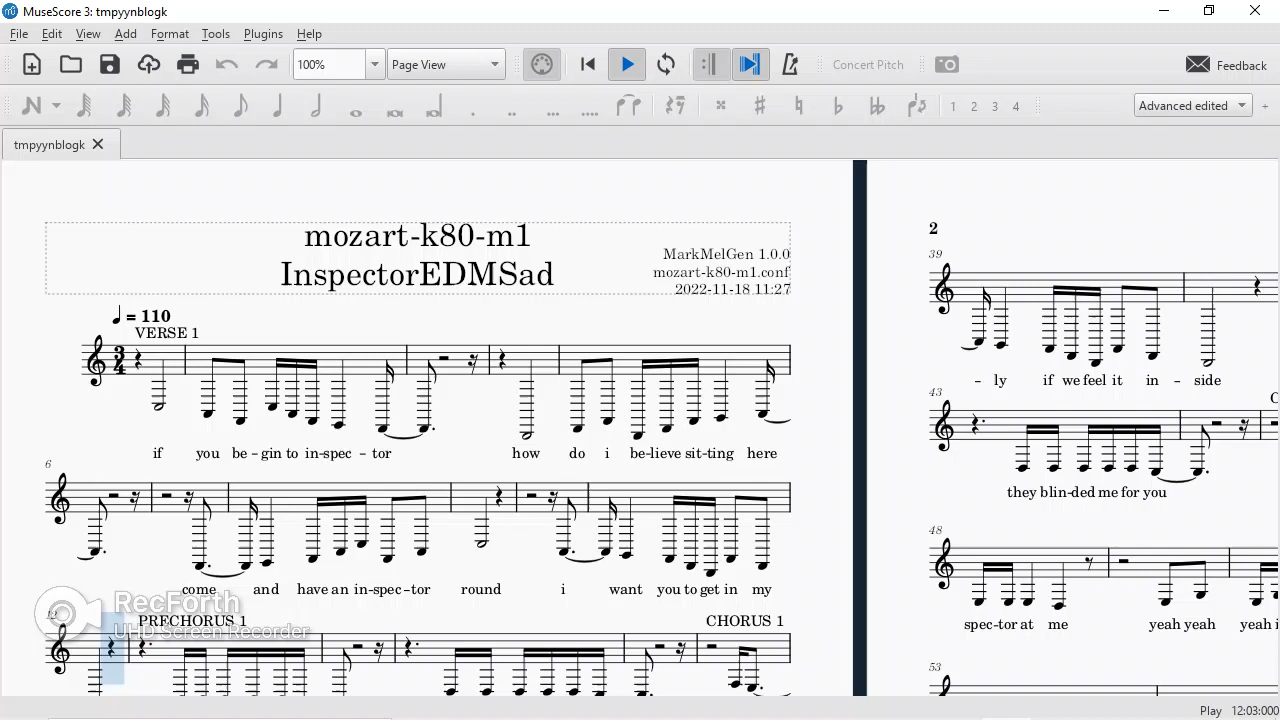 MuseScore 3: tmpyynblogk
File Edit View Add Format Tools Plugins Help
100% Page View Concert Pitch Feedback
1 2 3 4 Advanced edited +
tmpyynblogk
mozart-k80-m1
InspectorEDMSad
MarkMelGen 1.0.0
mozart-k80-m1.conf
2022-11-18 11:27
= 110
VERSE 1
3
4
if you be - gin to in-spec - tor how do i be-lieve sit-ting here
6
come and have an in-spec-tor round i want you to get in my
PRECHORUS 1 CHORUS 1
RecForth
UHD Screen Recorder
2
39
- ly if we feel it in - side
43
they blin-ded me for you
48
spec-tor at me yeah yeah yeah i
53
Play 12:03:000